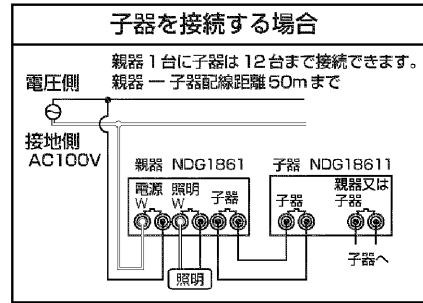 子器を接続する場合
親器1台に子器は12台まで接続できます。
親器 ー 子器配線距離50mまで
電圧側
接地側
AC100V
親器 NDG1861
子器 NDG18611
電源 照明 子器
W W
子器
親器又は
子器
照明
子器へ